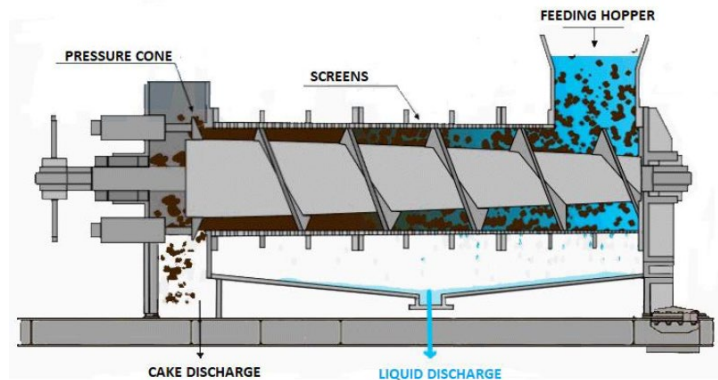 FEEDING HOPPER
PRESSURE CONE
SCREENS
CAKE DISCHARGE
LIQUID DISCHARGE